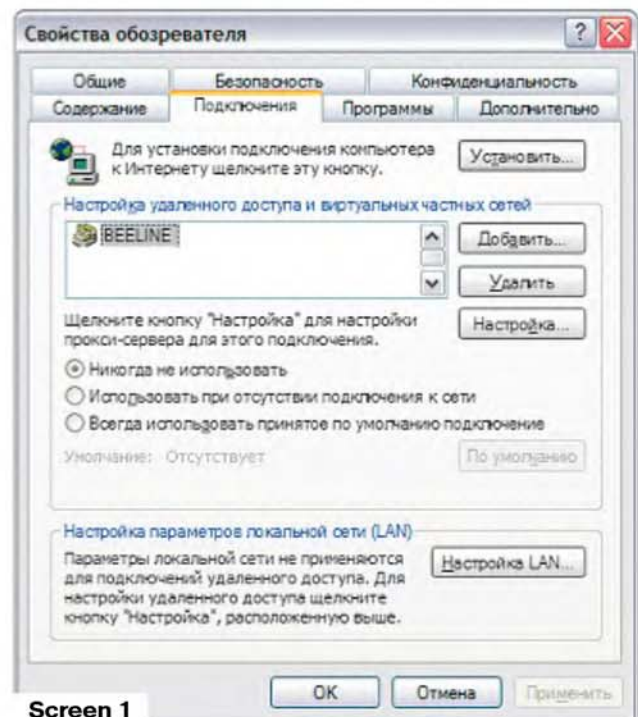 Свойства обозревателя
Общие
Безопасность
Конфиденциальность
Содержание
Подключения
Программы
Дополнительно
Для установки подключения компьютера
к Интернету щелкните эту кнопку.
Установить...
Настройка удаленного доступа и виртуальных частных сетей
BEELINE
Добавить...
Удалить
Щелкните кнопку "Настройка" для настройки
прокси-сервера для этого подключения.
Настройка...
Никогда не использовать
Использовать при отсутствии подключения к сети
Всегда использовать принятое по умолчанию подключение
Умолчание: Отсутствует
По умолчанию
Настройка параметров локальной сети (LAN)
Параметры локальной сети не применяются
для подключений удаленного доступа. Для
настройки удаленного доступа щелкните
кнопку "Настройка", расположенную выше.
Настройка LAN...
OK
Отмена
Применить
Screen 1